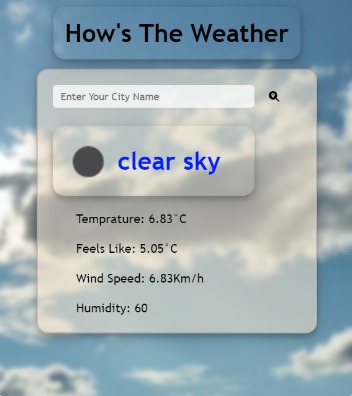 How's The Weather
Enter Your City Name
clear sky
Temprature: 6.83°C
Feels Like: 5.05°C
Wind Speed: 6.83Km/h
Humidity: 60